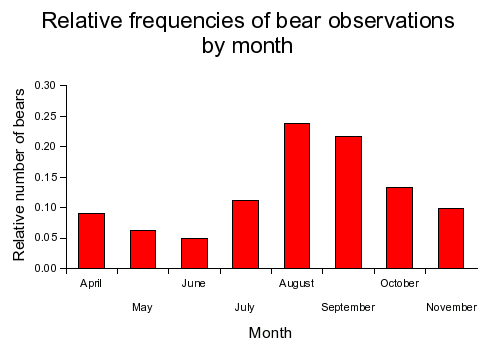 Relative frequencies of bear observations
by month
Relative number of bears
0.30
0.25
0.20
0.15
0.10
0.05
0.00
April
May
June
July
August
September
October
November
Month